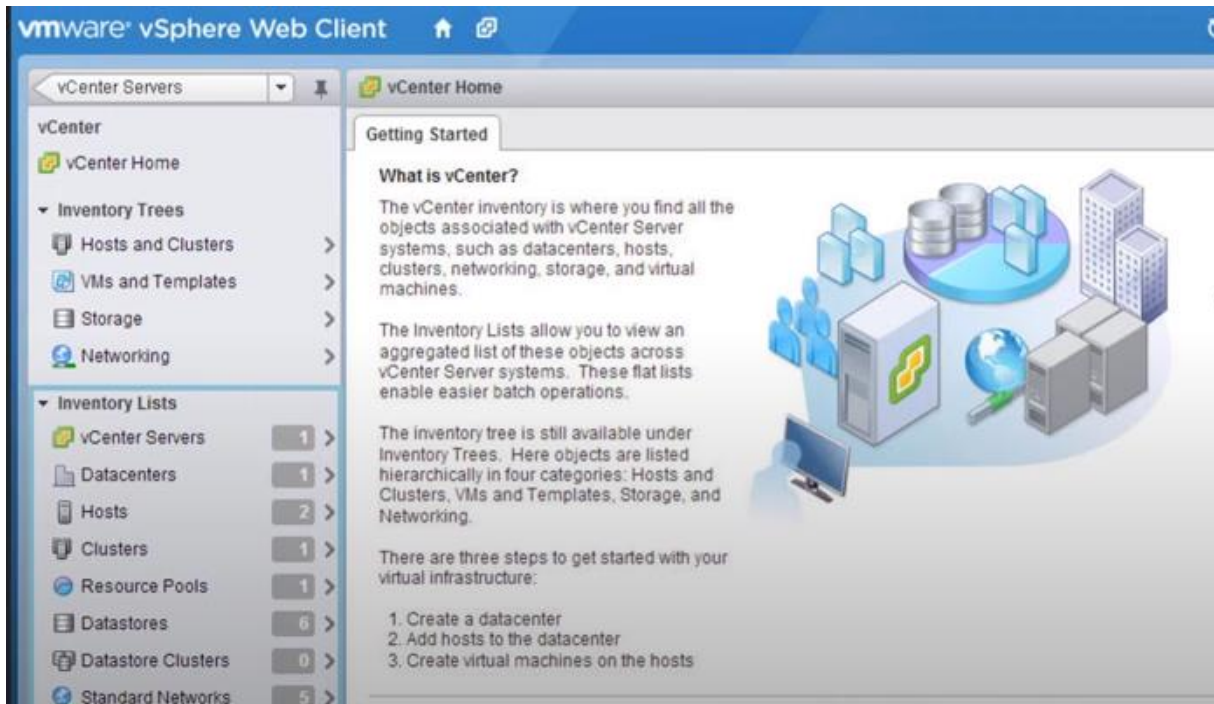 vmware vSphere Web Client
vCenter Servers
vCenter
vCenter Home
Inventory Trees
Hosts and Clusters
VMs and Templates
Storage
Networking
Inventory Lists
vCenter Servers 1
Datacenters 1
Hosts 2
Clusters 1
Resource Pools 1
Datastores 6
Datastore Clusters 0
Standard Networks 5
vCenter Home
Getting Started
What is vCenter?
The vCenter inventory is where you find all the
objects associated with vCenter Server
systems, such as datacenters, hosts,
clusters, networking, storage, and virtual
machines.
The Inventory Lists allow you to view an
aggregated list of these objects across
vCenter Server systems. These flat lists
enable easier batch operations.
The inventory tree is still available under
Inventory Trees. Here objects are listed
hierarchically in four categories: Hosts and
Clusters, VMs and Templates, Storage, and
Networking.
There are three steps to get started with your
virtual infrastructure:
1. Create a datacenter
2. Add hosts to the datacenter
3. Create virtual machines on the hosts